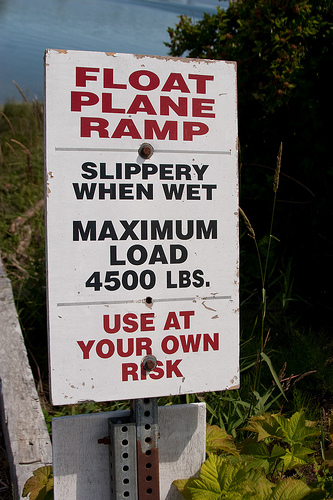 FLOAT
PLANE
RAMP
SLIPPERY
WHEN WET
MAXIMUM
LOAD
4500 LBS.
USE AT
YOUR OWN
RISK